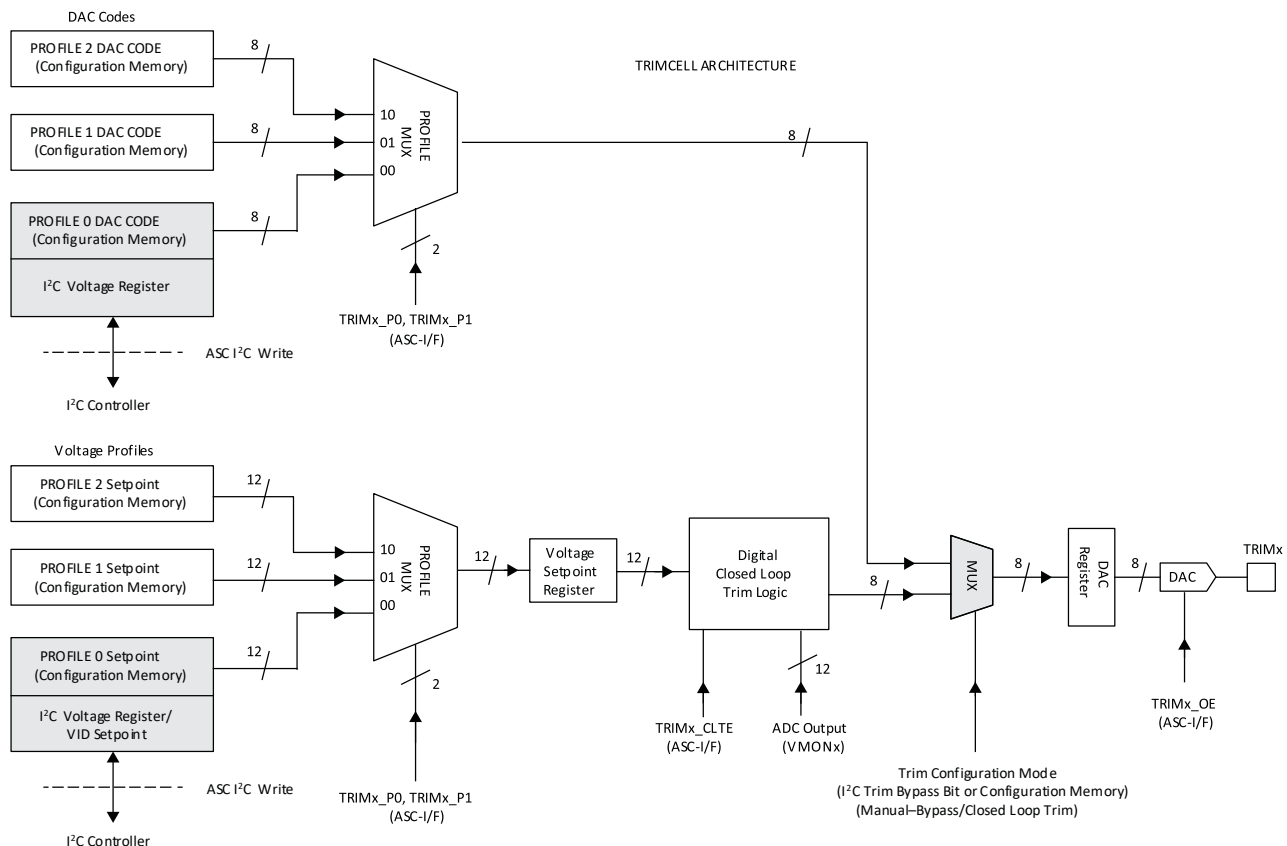 DAC Codes
PROFILE 2 DAC CODE
(Configuration Memory)
8
TRIMCELL ARCHITECTURE
PROFILE 1 DAC CODE
(Configuration Memory)
8
10
01
00
PROFILE
MUX
8
PROFILE 0 DAC CODE
(Configuration Memory)
8
I²C Voltage Register
2
TRIMx_P0, TRIMx_P1
(ASC-I/F)
ASC I²C Write
I²C Controller
Voltage Profiles
PROFILE 2 Setpoint
(Configuration Memory)
12
PROFILE 1 Setpoint
(Configuration Memory)
12
10
01
00
PROFILE
MUX
12
Voltage
Setpoint
Register
12
Digital
Closed Loop
Trim Logic
8
MUX
8
DAC
Register
8
DAC
TRIMx
PROFILE 0 Setpoint
(Configuration Memory)
12
I²C Voltage Register/
VID Setpoint
2
12
TRIMx_CLTE
(ASC-I/F)
ADC Output
(VMONx)
TRIMx_OE
(ASC-I/F)
ASC I²C Write
TRIMx_P0, TRIMx_P1
(ASC-I/F)
Trim Configuration Mode
(I²C Trim Bypass Bit or Configuration Memory)
(Manual–Bypass/Closed Loop Trim)
I²C Controller